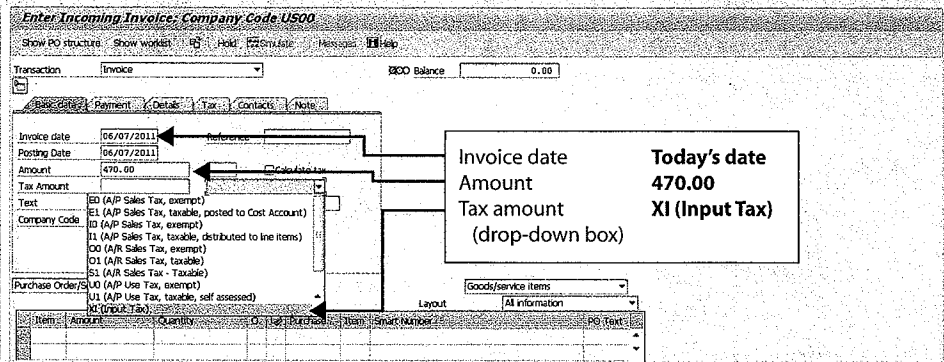 Enter Incoming Invoice: Company Code US00
Show PO structure Show worklist Hold Simulate Messages Help
Transaction Invoice Balance 0.00
Basic data Payment Details Tax Contacts Note
Invoice date 06/07/2011 Reference
Posting Date 06/07/2011
Amount 470.00 Calculate tax
Tax Amount
Text
Company Code
E0 (A/P Sales Tax, exempt)
E1 (A/P Sales Tax, taxable, posted to Cost Account)
I0 (A/P Sales Tax, exempt)
I1 (A/P Sales Tax, taxable, distributed to line items)
O0 (A/R Sales Tax, exempt)
O1 (A/R Sales Tax, taxable)
S1 (A/R Sales Tax - Taxable)
U0 (A/P Use Tax, exempt)
U1 (A/P Use Tax, taxable, self assessed)
XI (Input Tax)
Invoice date Today's date
Amount 470.00
Tax amount XI (Input Tax)
(drop-down box)
Purchase Order/S Goods/service items
Layout All information
Item Amount Quantity O Purchase Item Smart Number PO Text